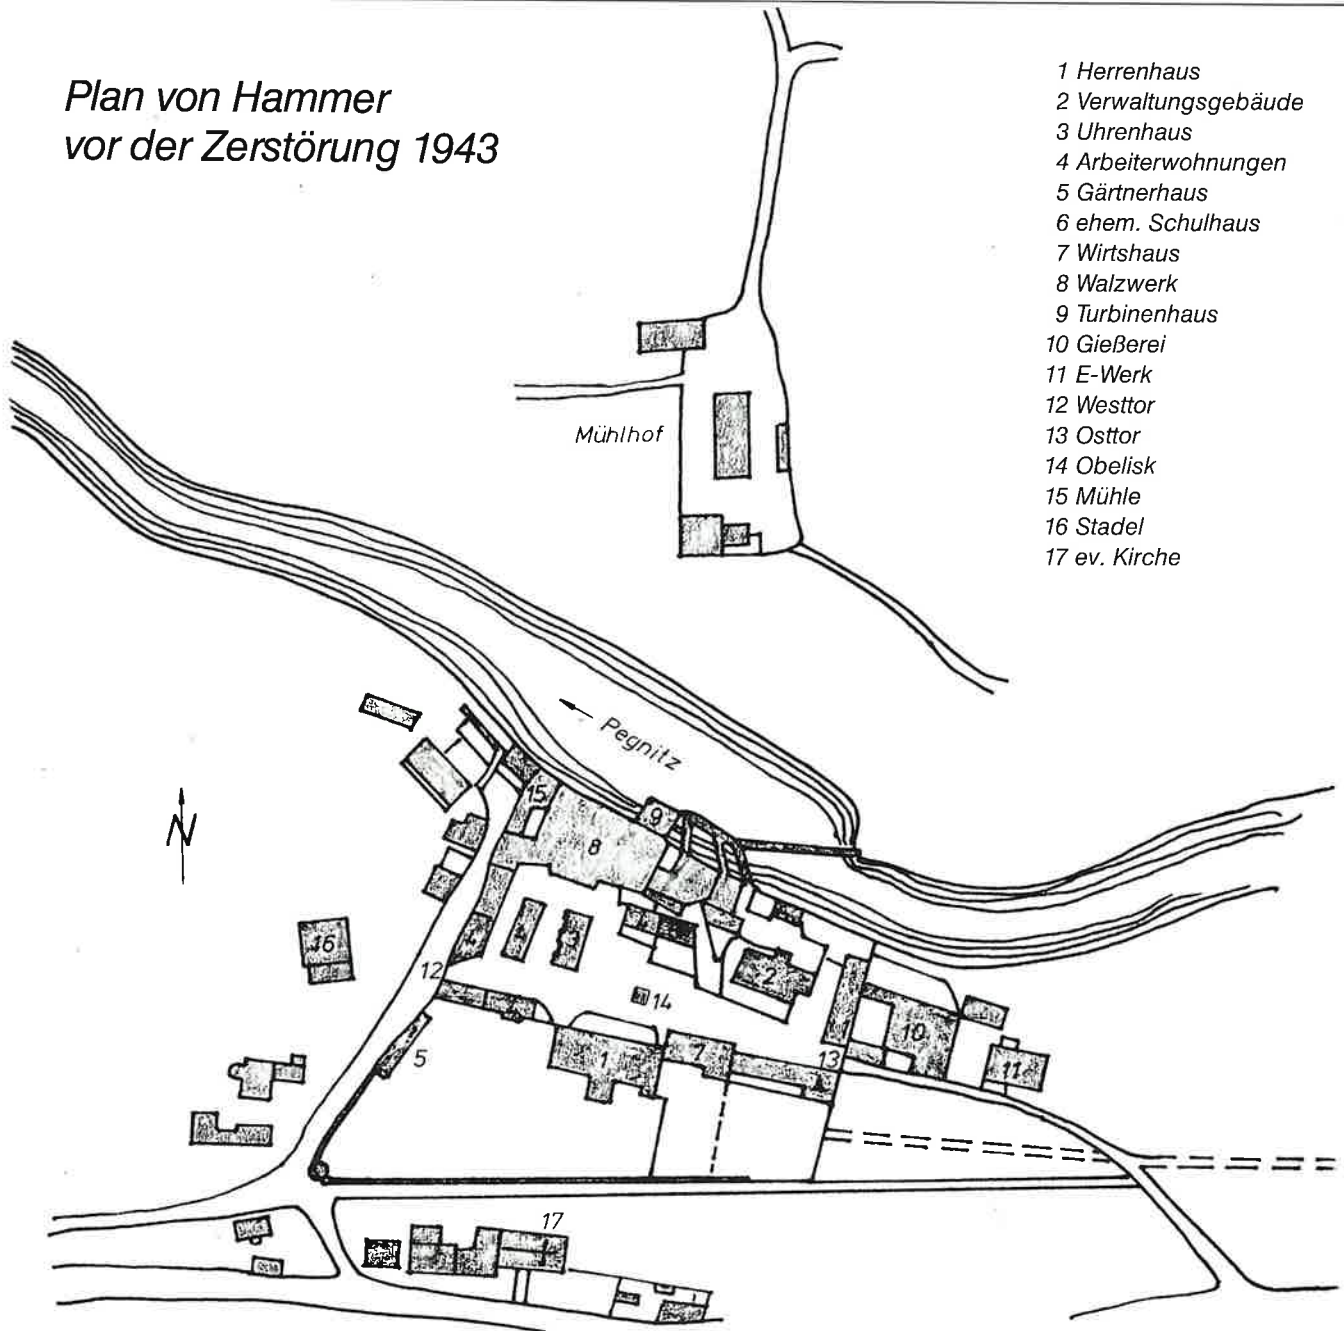 Plan von Hammer
vor der Zerstörung 1943
1 Herrenhaus
2 Verwaltungsgebäude
3 Uhrenhaus
4 Arbeiterwohnungen
5 Gärtnerhaus
6 ehem. Schulhaus
7 Wirtshaus
8 Walzwerk
9 Turbinenhaus
10 Gießerei
11 E-Werk
12 Westtor
13 Osttor
14 Obelisk
15 Mühle
16 Stadel
17 ev. Kirche
Mühlhof
Pegnitz
N
15
9
8
16
12
2
14
10
5
1
7
13
11
17